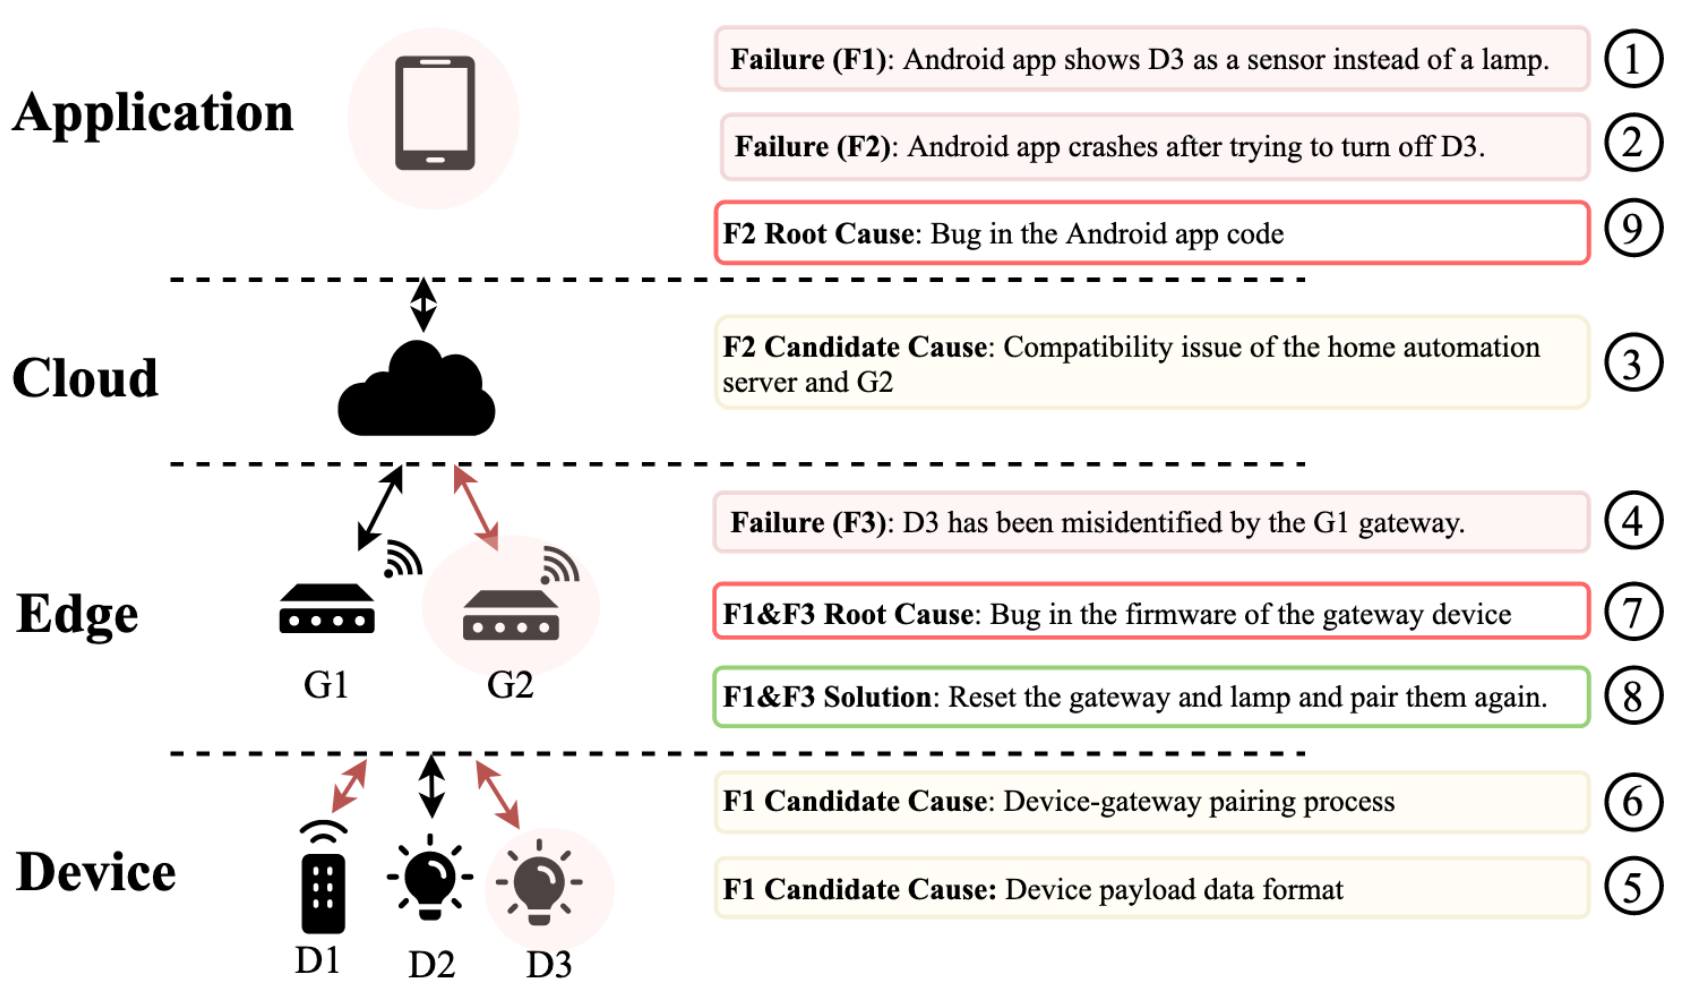 Application
Failure (F1): Android app shows D3 as a sensor instead of a lamp.
1
Failure (F2): Android app crashes after trying to turn off D3.
2
F2 Root Cause: Bug in the Android app code
9
Cloud
F2 Candidate Cause: Compatibility issue of the home automation
server and G2
3
Edge
G1
G2
Failure (F3): D3 has been misidentified by the G1 gateway.
4
F1&F3 Root Cause: Bug in the firmware of the gateway device
7
F1&F3 Solution: Reset the gateway and lamp and pair them again.
8
Device
D1
D2
D3
F1 Candidate Cause: Device-gateway pairing process
6
F1 Candidate Cause: Device payload data format
5